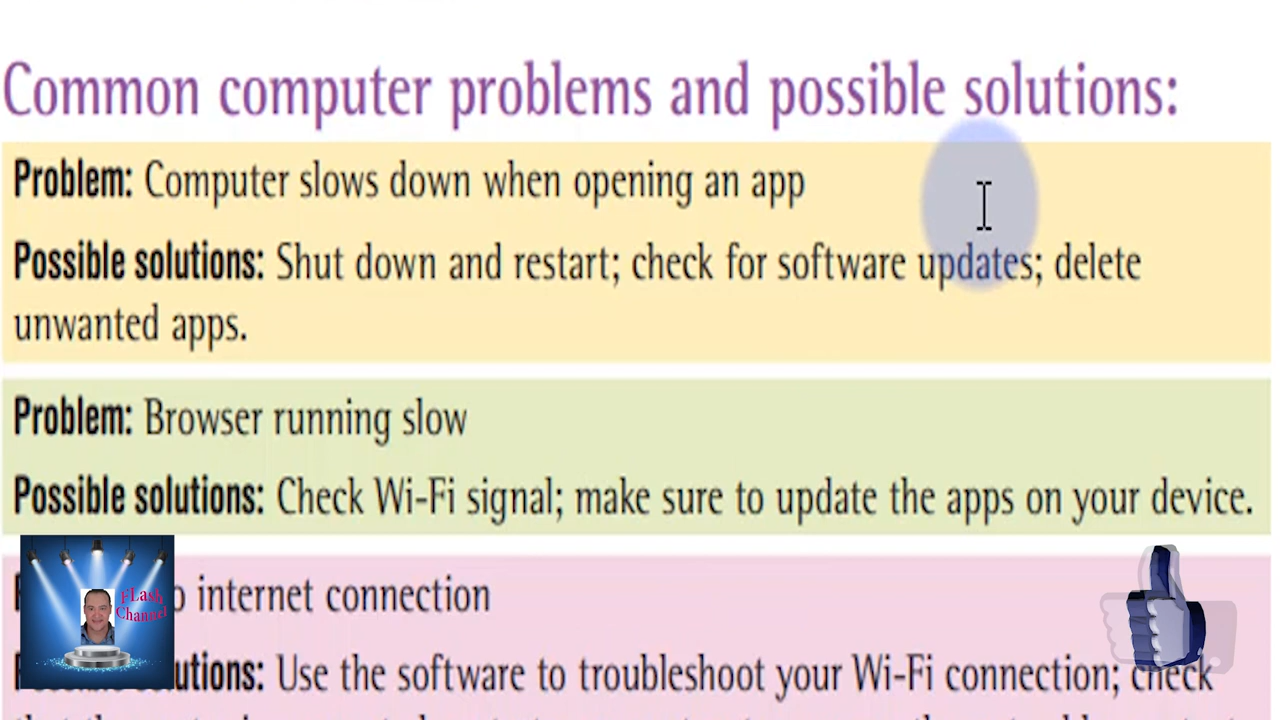 Common computer problems and possible solutions:
Problem: Computer slows down when opening an app
Possible solutions: Shut down and restart; check for software updates; delete
unwanted apps.
Problem: Browser running slow
Possible solutions: Check Wi-Fi signal; make sure to update the apps on your device.
internet connection
Use the software to troubleshoot your Wi-Fi connection; check
FLash
Channel